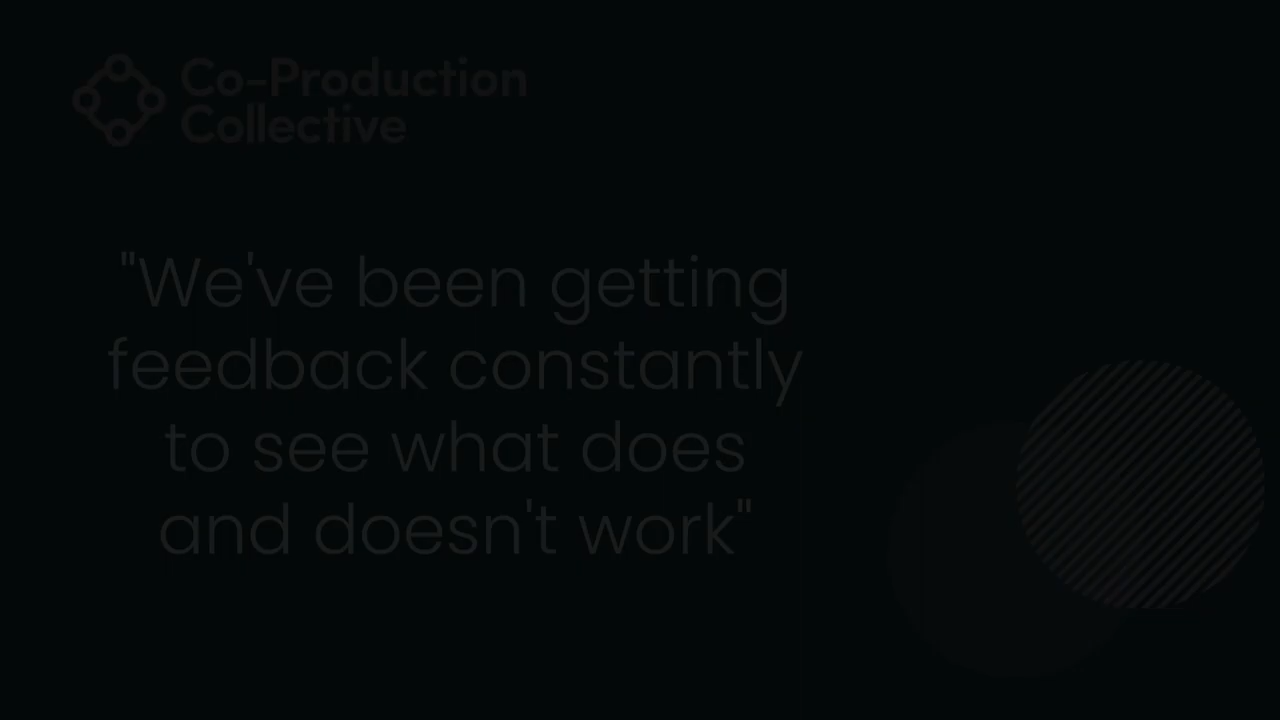 Co-Production
Collective
"We've been getting
feedback constantly
to see what does
and doesn't work"